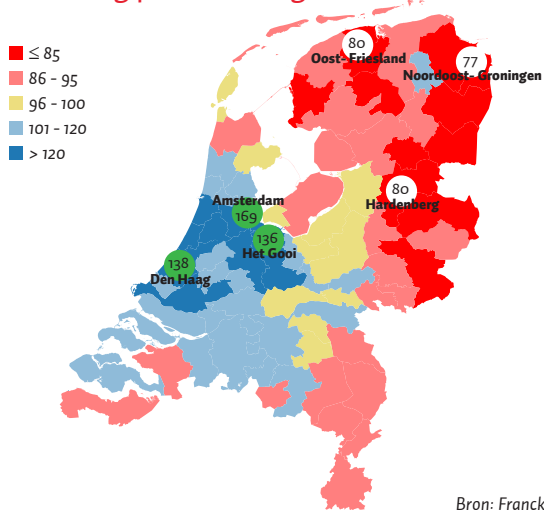 ≤ 85
86 - 95
96 - 100
101 - 120
> 120
80
Oost- Friesland
77
Noordoost- Groningen
80
Hardenberg
Amsterdam
169
136
Het Gooi
138
Den Haag
Bron: Franck